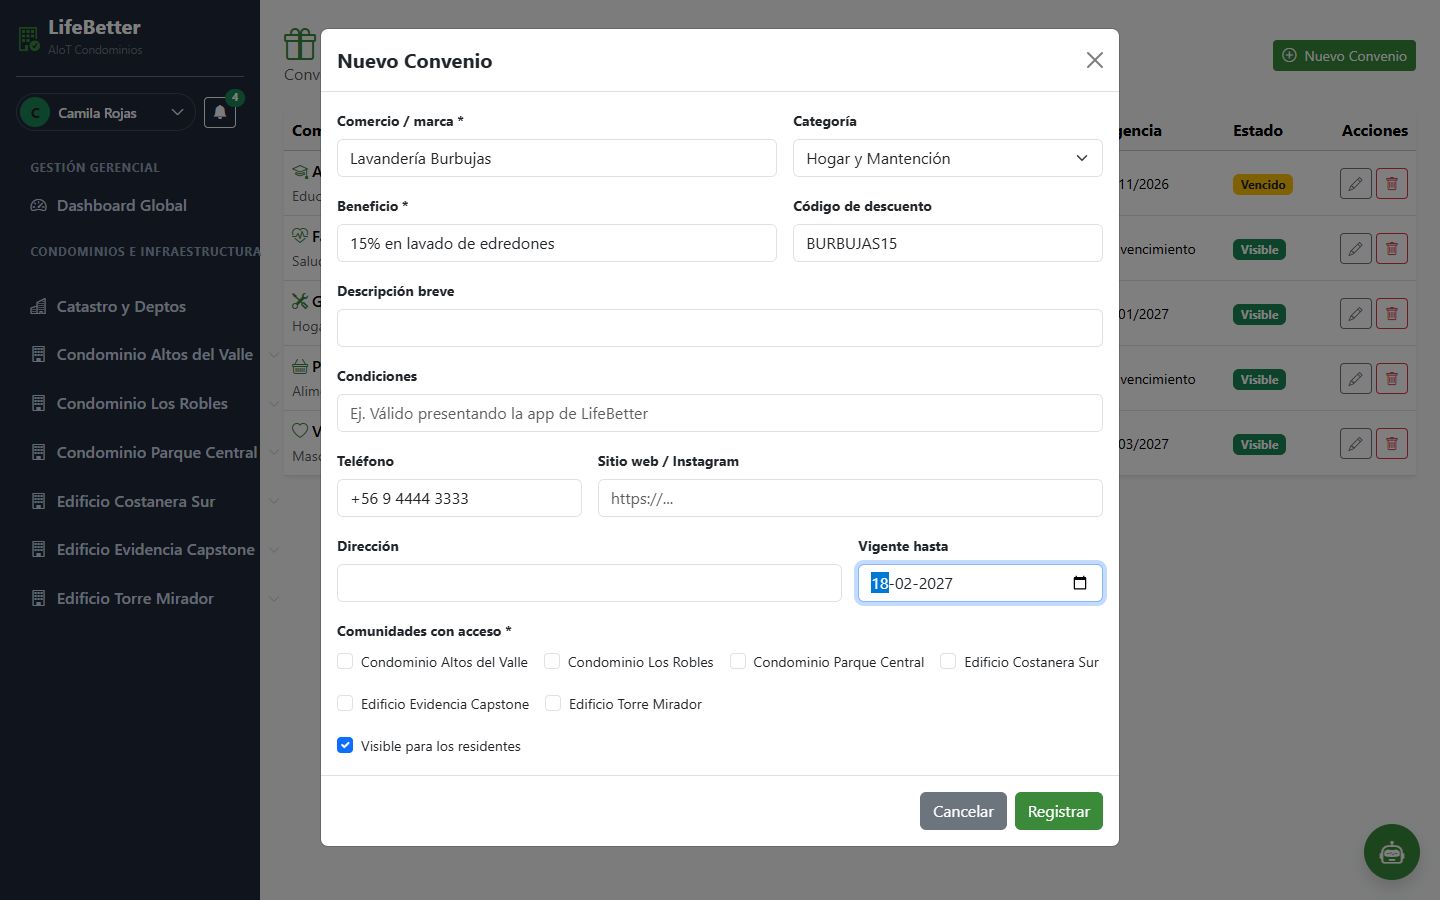 LifeBetter
AIoT Condominios
C
Camila Rojas
4
GESTIÓN GERENCIAL
Dashboard Global
CONDOMINIOS E INFRAESTRUCTURA
Catastro y Deptos
Condominio Altos del Valle
Condominio Los Robles
Condominio Parque Central
Edificio Costanera Sur
Edificio Evidencia Capstone
Edificio Torre Mirador
Nuevo Convenio
Estado
Acciones
11/2026
Vencido
vencimiento
Visible
01/2027
Visible
vencimiento
Visible
03/2027
Visible
Nuevo Convenio
Comercio / marca *
Categoría
Lavandería Burbujas
Hogar y Mantención
Beneficio *
Código de descuento
15% en lavado de edredones
BURBUJAS15
Descripción breve
Condiciones
Ej. Válido presentando la app de LifeBetter
Teléfono
Sitio web / Instagram
+56 9 4444 3333
https://...
Dirección
Vigente hasta
18-02-2027
Comunidades con acceso *
Condominio Altos del Valle
Condominio Los Robles
Condominio Parque Central
Edificio Costanera Sur
Edificio Evidencia Capstone
Edificio Torre Mirador
Visible para los residentes
Cancelar
Registrar